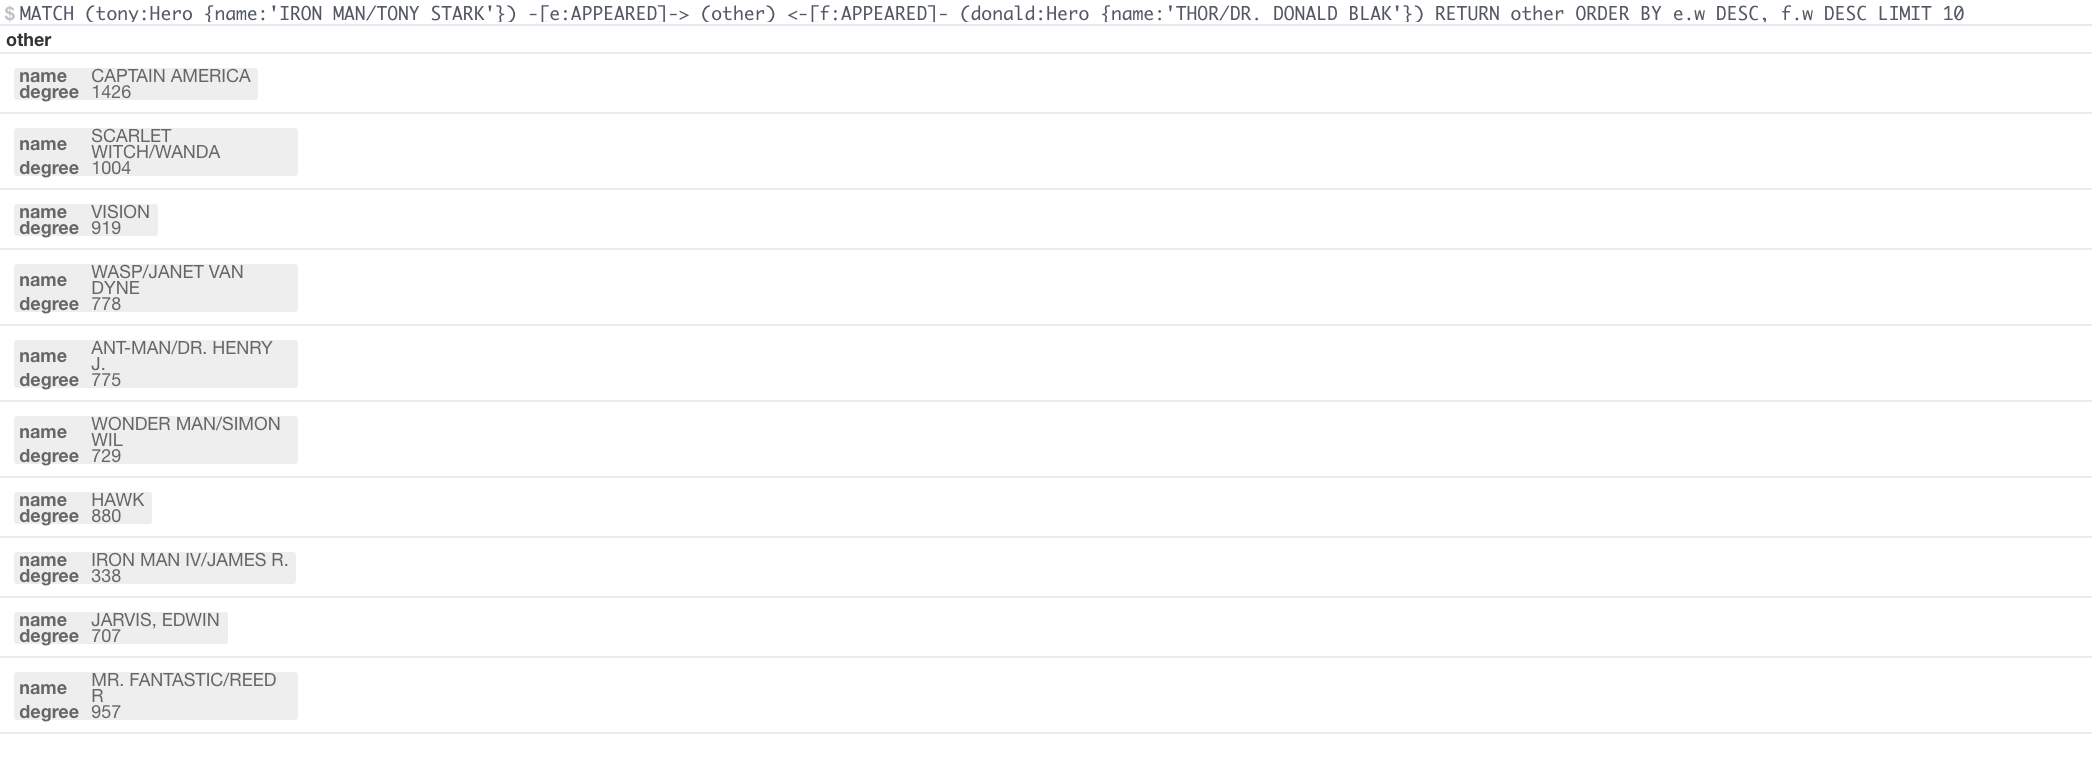 $ MATCH (tony:Hero {name:'IRON MAN/TONY STARK'}) -[e:APPEARED]-> (other) <-[f:APPEARED]- (donald:Hero {name:'THOR/DR. DONALD BLAK'}) RETURN other ORDER BY e.w DESC, f.w DESC LIMIT 10
other
name CAPTAIN AMERICA
degree 1426
name SCARLET
WITCH/WANDA
degree 1004
name VISION
degree 919
name WASP/JANET VAN
DYNE
degree 778
name ANT-MAN/DR. HENRY
J.
degree 775
name WONDER MAN/SIMON
WIL
degree 729
name HAWK
degree 880
name IRON MAN IV/JAMES R.
degree 338
name JARVIS, EDWIN
degree 707
name MR. FANTASTIC/REED
R
degree 957